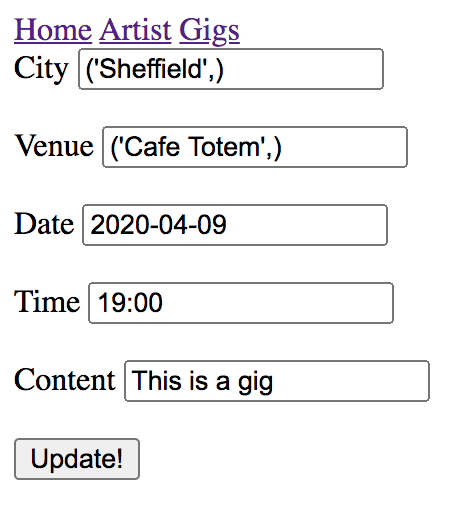 Home Artist Gigs
City ('Sheffield',)
Venue ('Cafe Totem',)
Date 2020-04-09
Time 19:00
Content This is a gig
Update!